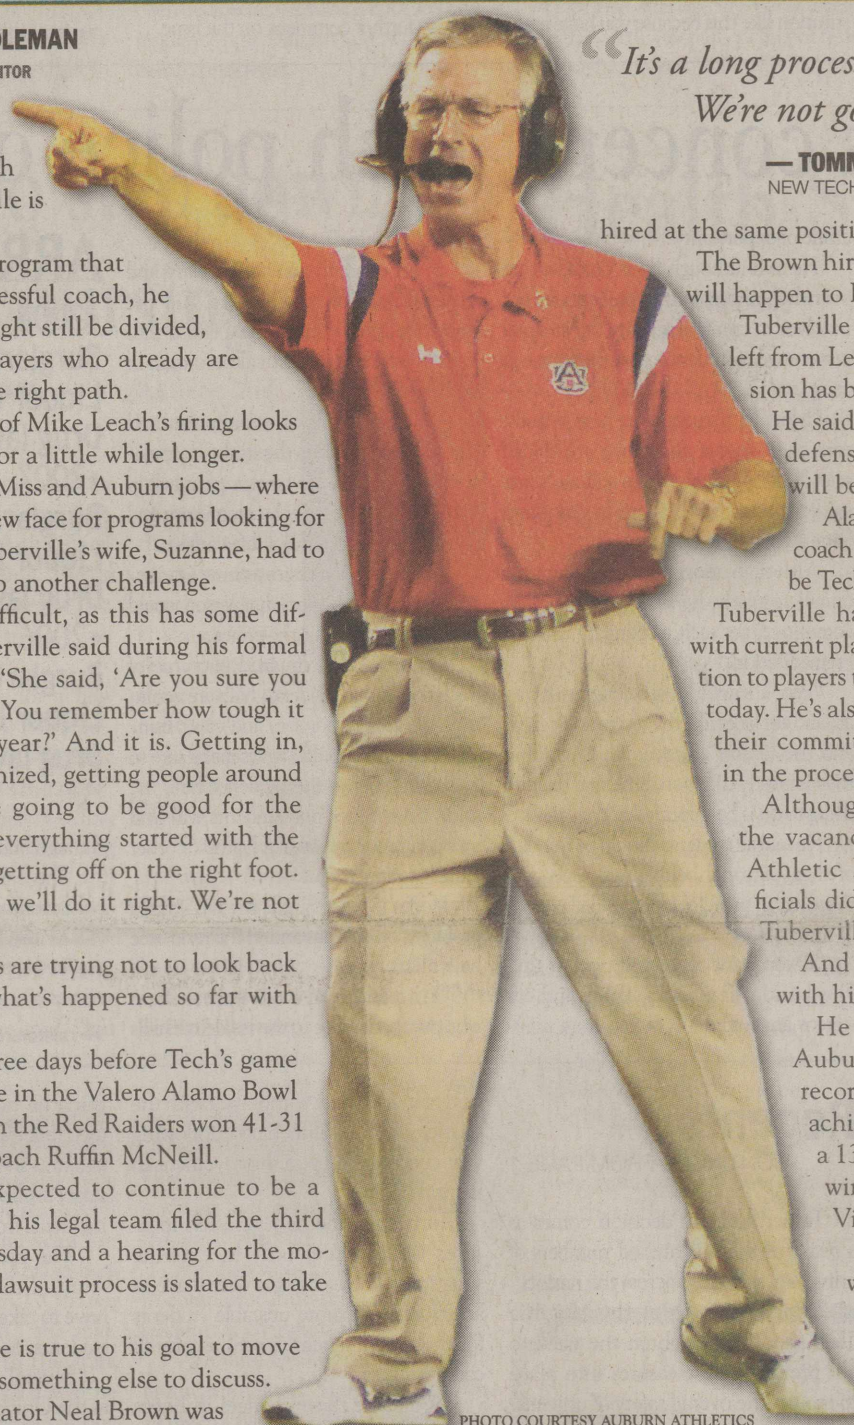 OLEMAN
ITOR
h
lle is
rogram that
essful coach, he
ght still be divided,
ayers who already are
e right path.
of Mike Leach's firing looks
or a little while longer.
Miss and Auburn jobs — where
ew face for programs looking for
berville's wife, Suzanne, had to
o another challenge.
fficult, as this has some dif-
erville said during his formal
"She said, 'Are you sure you
You remember how tough it
year?' And it is. Getting in,
nized, getting people around
going to be good for the
everything started with the
getting off on the right foot.
we'll do it right. We're not
s are trying not to look back
what's happened so far with
ree days before Tech's game
e in the Valero Alamo Bowl
n the Red Raiders won 41-31
oach Ruffin McNeill.
xpected to continue to be a
his legal team filed the third
sday and a hearing for the mo-
lawsuit process is slated to take
e is true to his goal to move
something else to discuss.
ator Neal Brown was
"It's a long proces
We're not g
— TOMM
NEW TECH
hired at the same positi
The Brown hir
will happen to
Tuberville
left from Le
sion has b
He said
defens
will be
Ala
coach
be Tec
Tuberville ha
with current pla
tion to players
today. He's als
their commit
in the proce
Althoug
the vacanc
Athletic
ficials dic
Tubervill
And
with hi
He
Aubu
recor
achi
a 13
win
Vi
PHOTO COURTESY AUBURN ATHLETICS